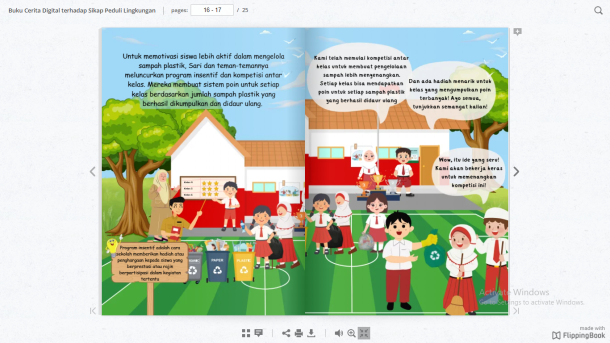 Buku Cerita Digital terhadap Sikap Peduli Lingkungan
pages:
16 - 17
/ 25
Untuk memotivasi siswa lebih aktif dalam mengelola
sampah plastik, Sari dan teman-temannya
meluncurkan program insentif dan kompetisi antar
kelas. Mereka membuat sistem poin untuk setiap
kelas berdasarkan jumlah sampah plastik yang
berhasil dikumpulkan dan didaur ulang.
Program insentif adalah cara
sekolah memberikan hadiah atau
penghargaan kepada siswa yang
berprestasi atau rajin
berpartisipasi dalam kegiatan
tertentu
PAPER
Kami telah memulai kompetisi antar
kelas untuk membuat pengelolaan
sampah lebih menyenangkan.
Setiap kelas bisa mendapatkan
poin untuk setiap sampah plastik
yang berhasil didaur ulang
Dan ada hadiah menarik untuk
kelas yang mengumpulkan poin
terbanyak! Ayo semua,
tunjukkan semangat kalian!
Wow, itu ide yang seru!
Kami akan bekerja keras
untuk memenangkan
kompetisi ini!
Activate Windows
Go to Settings to activate Windows.
made with
FlippingBook